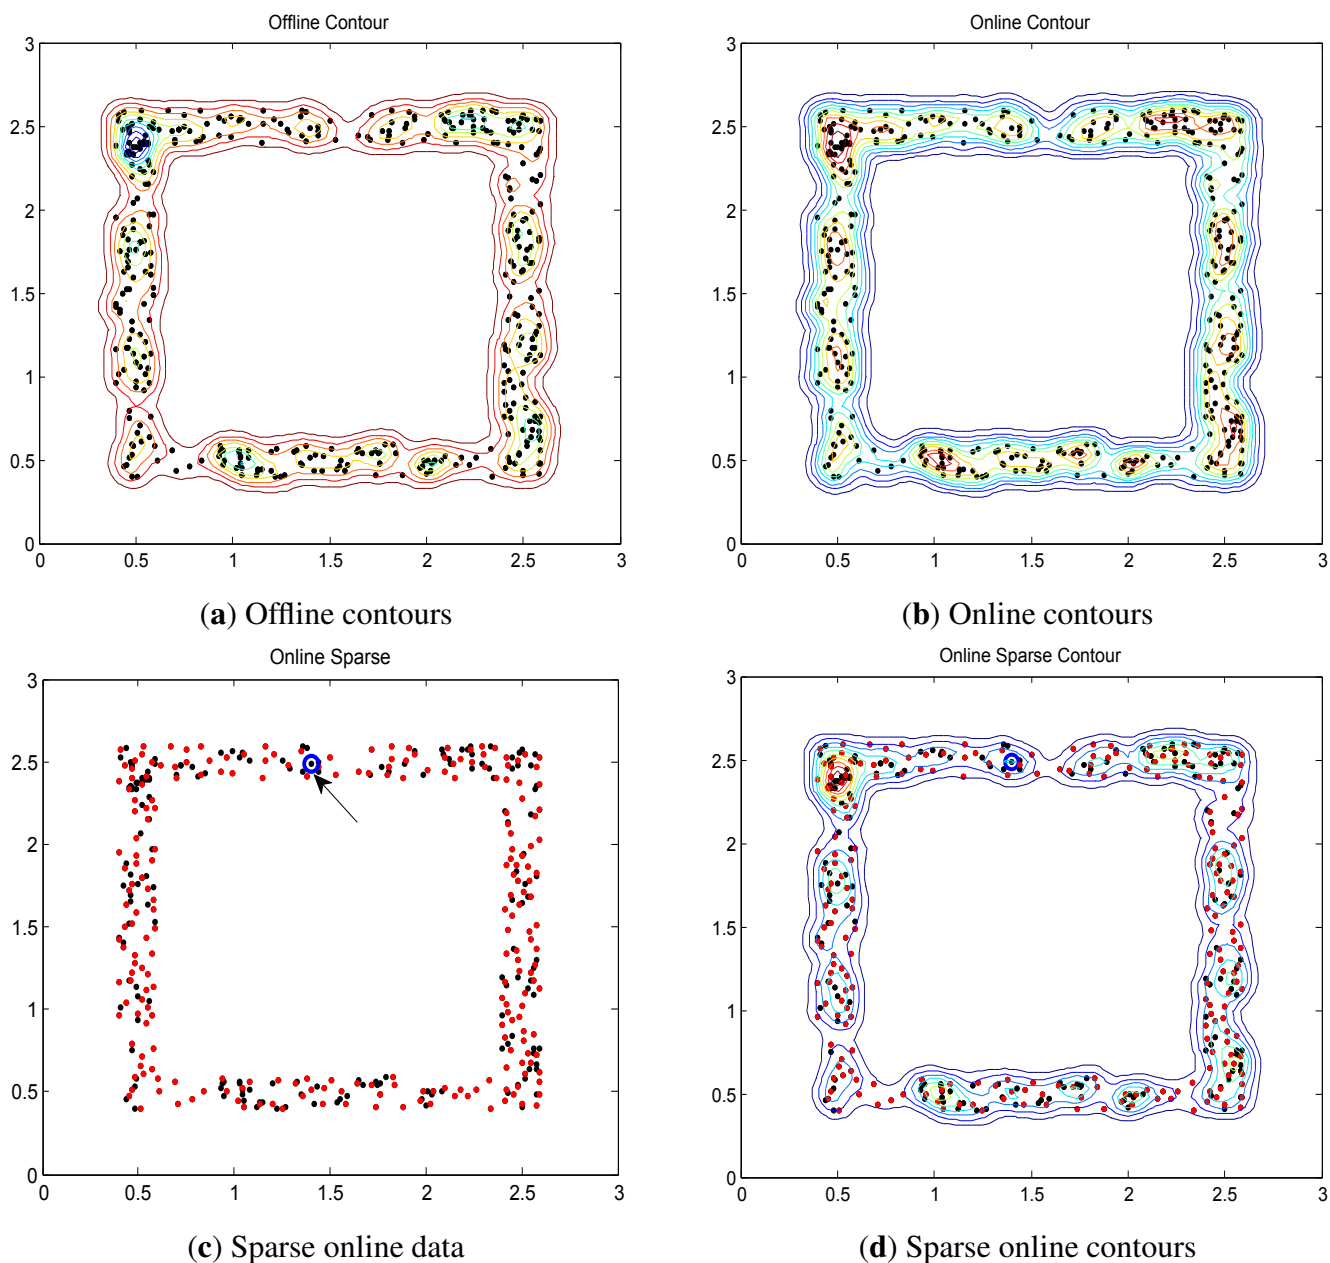 Offline Contour
3
2.5
2
1.5
1
0.5
0
0 0.5 1 1.5 2 2.5 3
(a) Offline contours
Online Contour
3
2.5
2
1.5
1
0.5
0
0 0.5 1 1.5 2 2.5 3
(b) Online contours
Online Sparse
3
2.5
2
1.5
1
0.5
0
0 0.5 1 1.5 2 2.5 3
(c) Sparse online data
Online Sparse Contour
3
2.5
2
1.5
1
0.5
0
0 0.5 1 1.5 2 2.5 3
(d) Sparse online contours